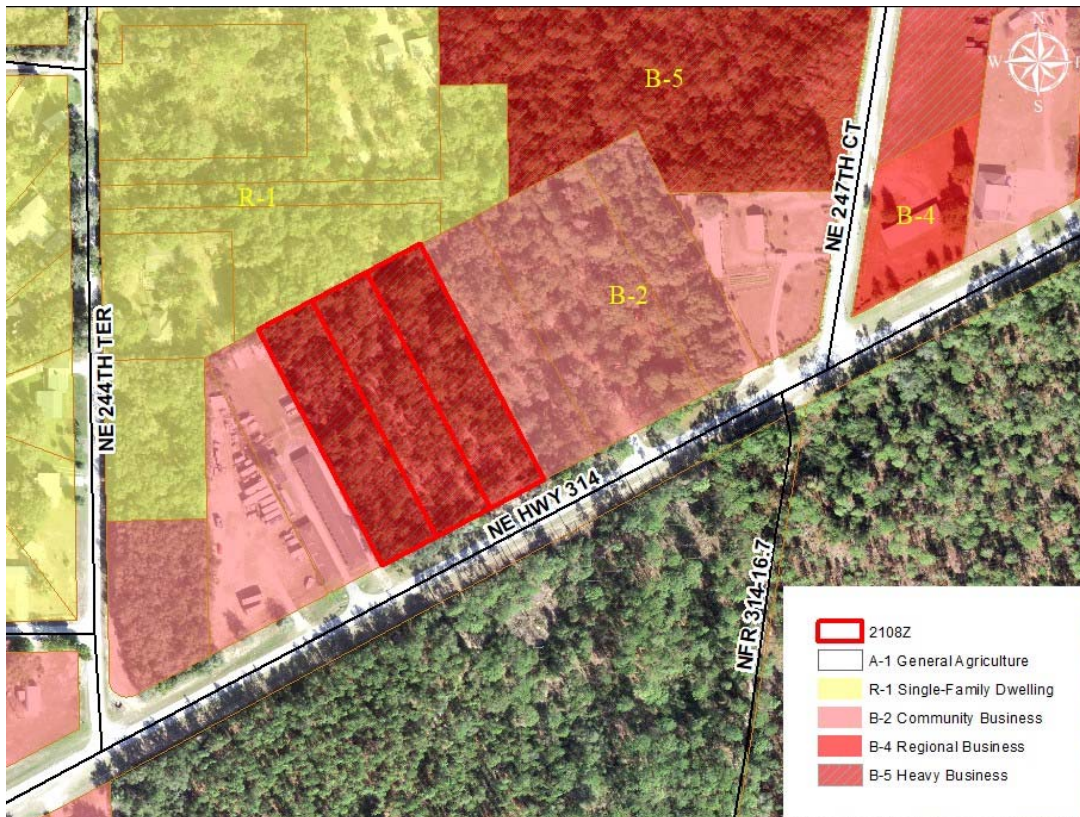 N
W
E
S
B-5
R-1
B-4
B-2
NE 247TH CT
NE 244TH TER
NE HWY 314
NFR 314-16.7
2108Z
A-1 General Agriculture
R-1 Single-Family Dwelling
B-2 Community Business
B-4 Regional Business
B-5 Heavy Business